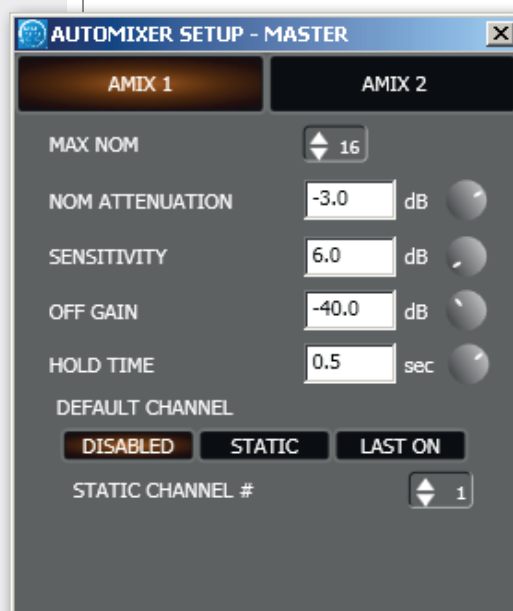 AUTOMIXER SETUP - MASTER
AMIX 1 AMIX 2
MAX NOM 16
NOM ATTENUATION -3.0 dB
SENSITIVITY 6.0 dB
OFF GAIN -40.0 dB
HOLD TIME 0.5 sec
DEFAULT CHANNEL
DISABLED STATIC LAST ON
STATIC CHANNEL # 1